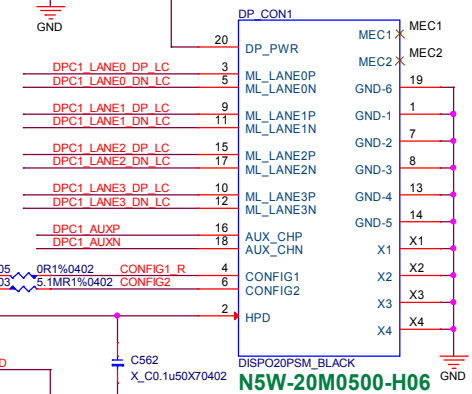 GND
DP_CON1
20 DP_PWR MEC1 MEC1
MEC2 MEC2
DPC1_LANE0_DP_LC 3 ML_LANE0P GND-6 19
DPC1_LANE0_DN_LC 5 ML_LANE0N
DPC1_LANE1_DP_LC 9 ML_LANE1P GND-1 1
DPC1_LANE1_DN_LC 11 ML_LANE1N
GND-2 7
DPC1_LANE2_DP_LC 15 ML_LANE2P
DPC1_LANE2_DN_LC 17 ML_LANE2N GND-3 8
DPC1_LANE3_DP_LC 10 ML_LANE3P GND-4 13
DPC1_LANE3_DN_LC 12 ML_LANE3N
GND-5 14
DPC1_AUXP 16 AUX_CHP
DPC1_AUXN 18 AUX_CHN X1 X1
05 0R1%0402 CONFIG1_R 4 CONFIG1 X2 X2
03 5.1MR1%0402 CONFIG2 6 CONFIG2
X3 X3
2 HPD
X4 X4
C562
X_C0.1u50X70402
D
DISPO20PSM_BLACK
N5W-20M0500-H06
GND